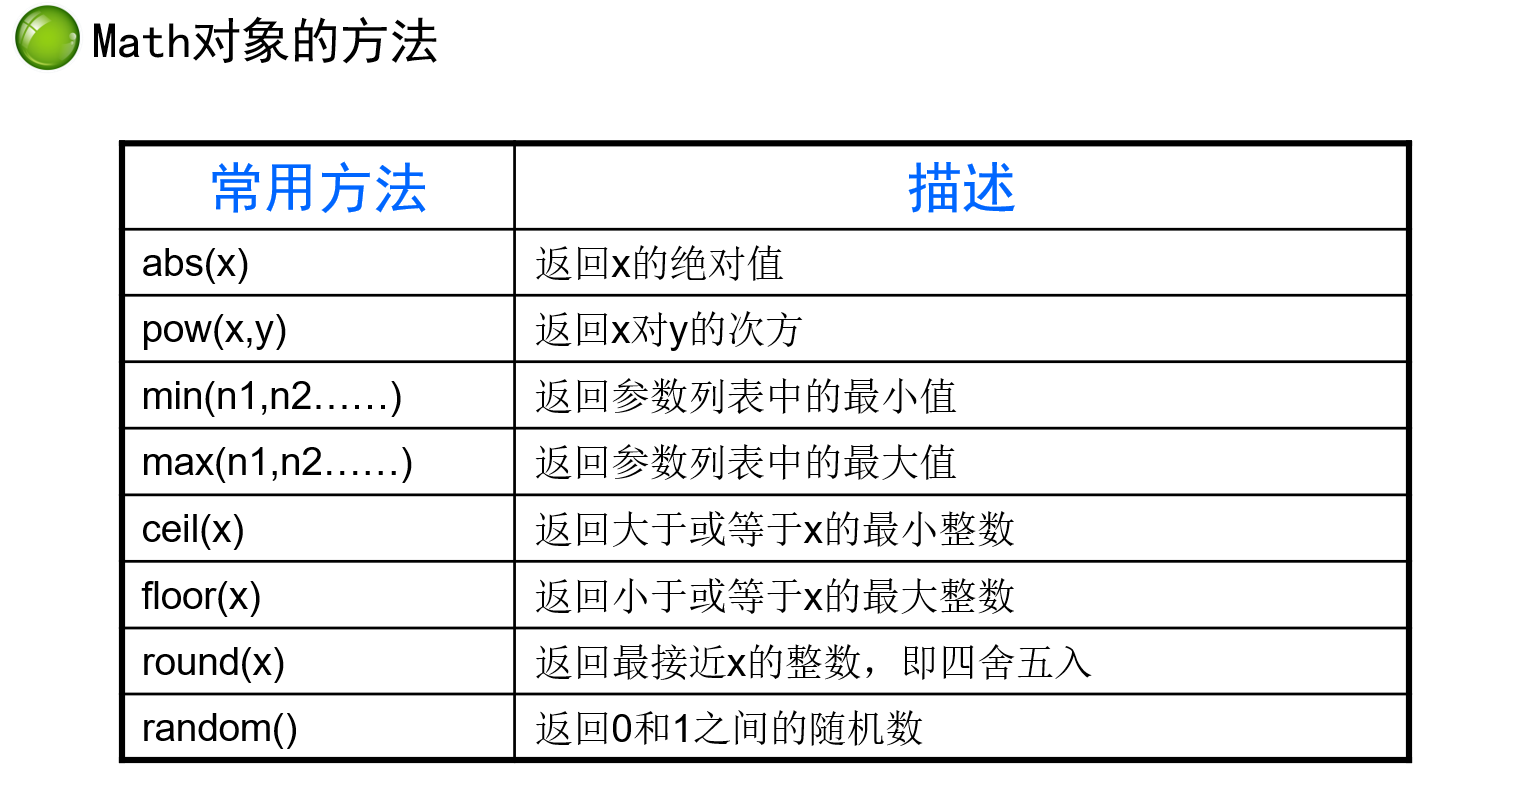 Math对象的方法
常用方法 描述
abs(x) 返回x的绝对值
pow(x,y) 返回x对y的次方
min(n1,n2……) 返回参数列表中的最小值
max(n1,n2……) 返回参数列表中的最大值
ceil(x) 返回大于或等于x的最小整数
floor(x) 返回小于或等于x的最大整数
round(x) 返回最接近x的整数，即四舍五入
random() 返回0和1之间的随机数